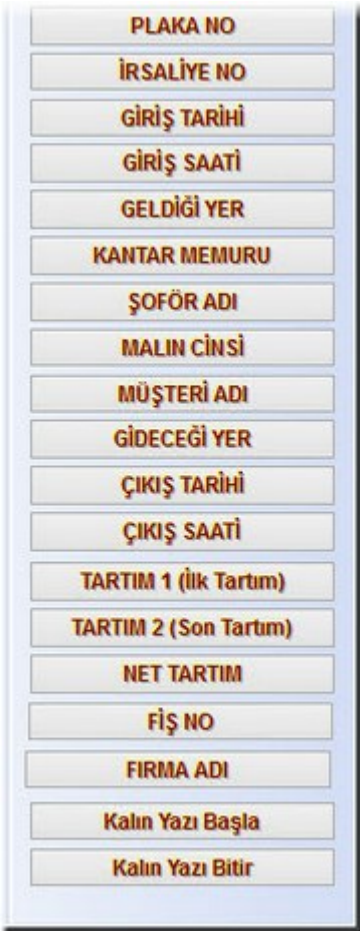 PLAKA NO
İRSALİYE NO
GİRİŞ TARİHİ
GİRİŞ SAATİ
GELDİĞİ YER
KANTAR MEMURU
ŞOFÖR ADI
MALIN CİNSİ
MÜŞTERİ ADI
GİDECEĞİ YER
ÇIKIŞ TARİHİ
ÇIKIŞ SAATİ
TARTIM 1 (İlk Tartım)
TARTIM 2 (Son Tartım)
NET TARTIM
FİŞ NO
FIRMA ADI
Kalın Yazı Başla
Kalın Yazı Bitir